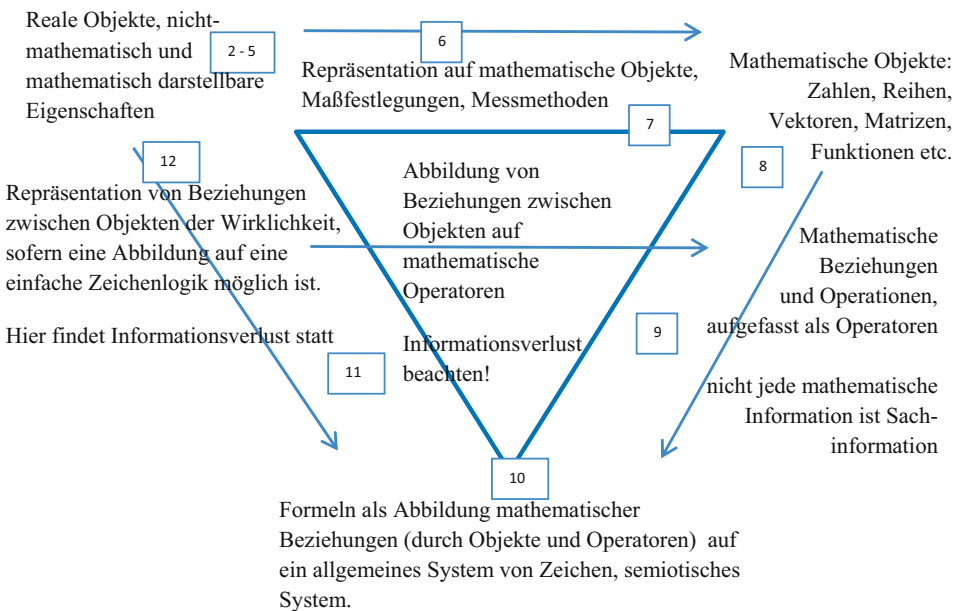 Reale Objekte, nicht-
mathematisch und
mathematisch darstellbare
Eigenschaften
2 - 5
6
Repräsentation auf mathematische Objekte,
Maßfestlegungen, Messmethoden
7
Mathematische Objekte:
Zahlen, Reihen,
Vektoren, Matrizen,
Funktionen etc.
8
12
Repräsentation von Beziehungen
zwischen Objekten der Wirklichkeit,
sofern eine Abbildung auf eine
einfache Zeichenlogik möglich ist.
Hier findet Informationsverlust statt
11
Abbildung von
Beziehungen zwischen
Objekten auf
mathematische
Operatoren
Informationsverlust
beachten!
9
Mathematische
Beziehungen
und Operationen,
aufgefasst als Operatoren
nicht jede mathematische
Information ist Sach-
information
10
Formeln als Abbildung mathematischer
Beziehungen (durch Objekte und Operatoren) auf
ein allgemeines System von Zeichen, semiotisches
System.